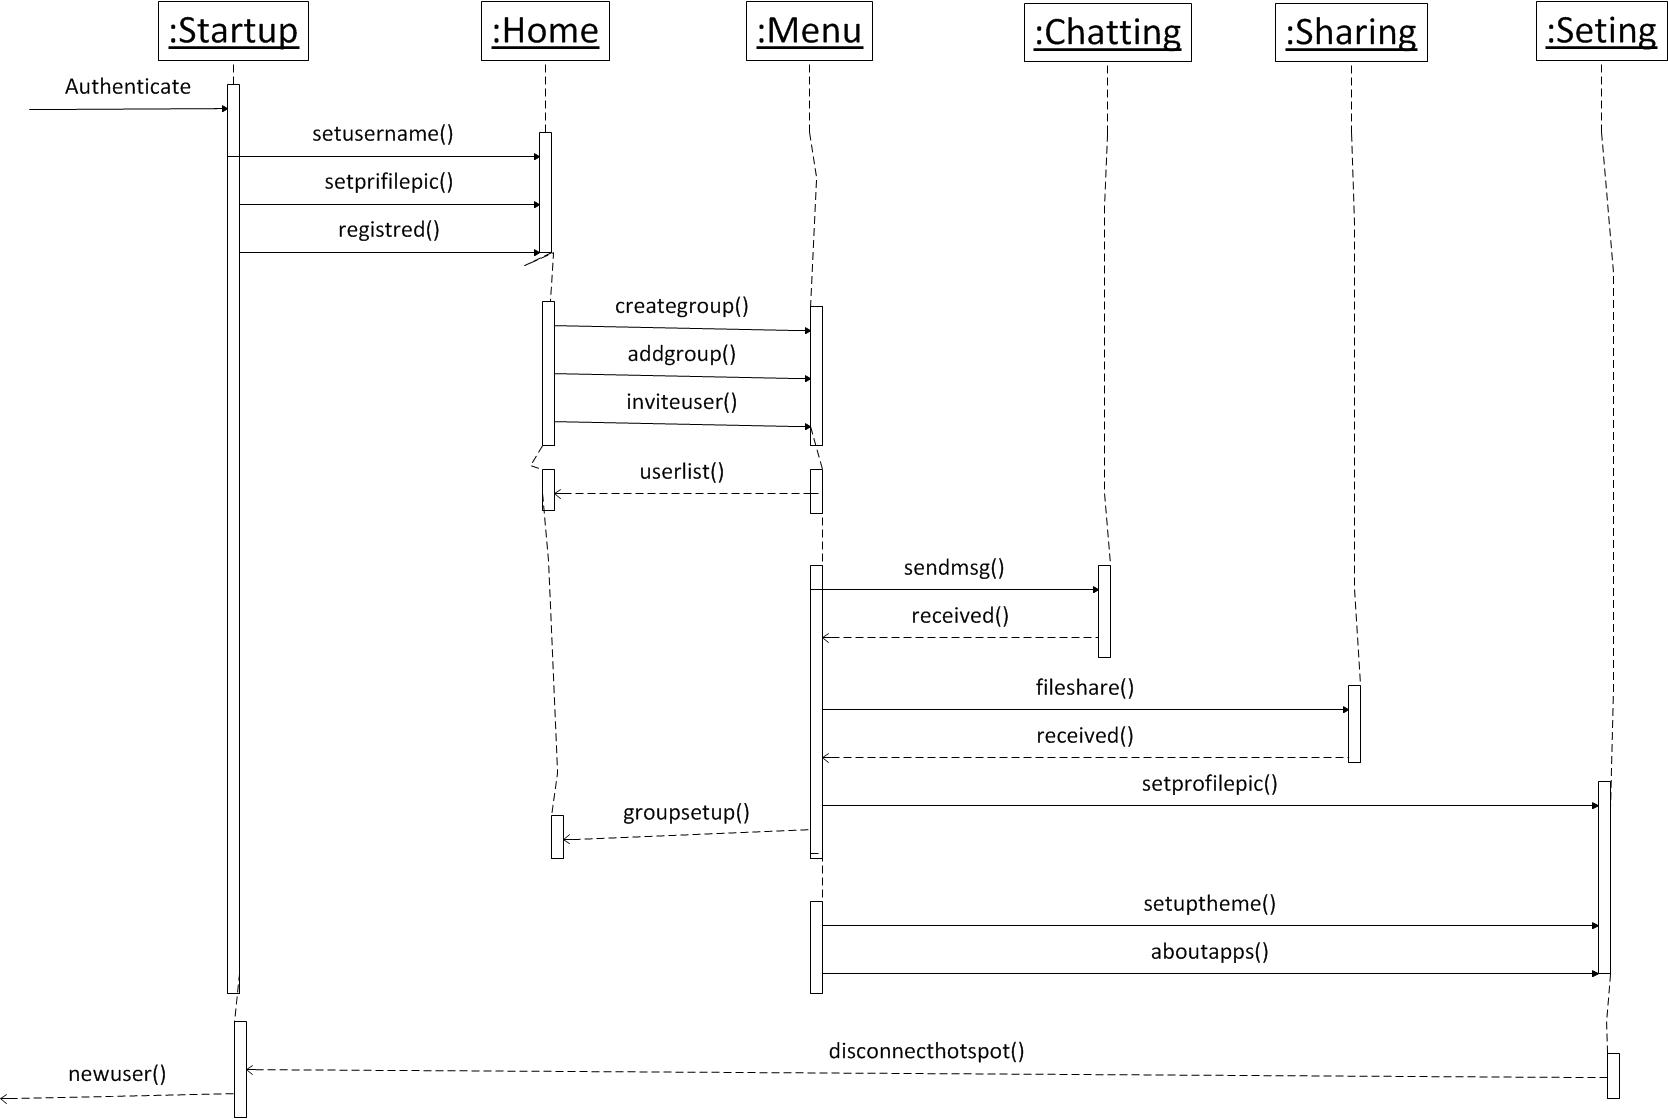 :Startup
:Home
:Menu
:Chatting
:Sharing
:Seting
Authenticate
setusername()
setprifilepic()
registred()
creategroup()
addgroup()
inviteuser()
userlist()
sendmsg()
received()
fileshare()
received()
setprofilepic()
groupsetup()
setuptheme()
aboutapps()
disconnecthotspot()
newuser()